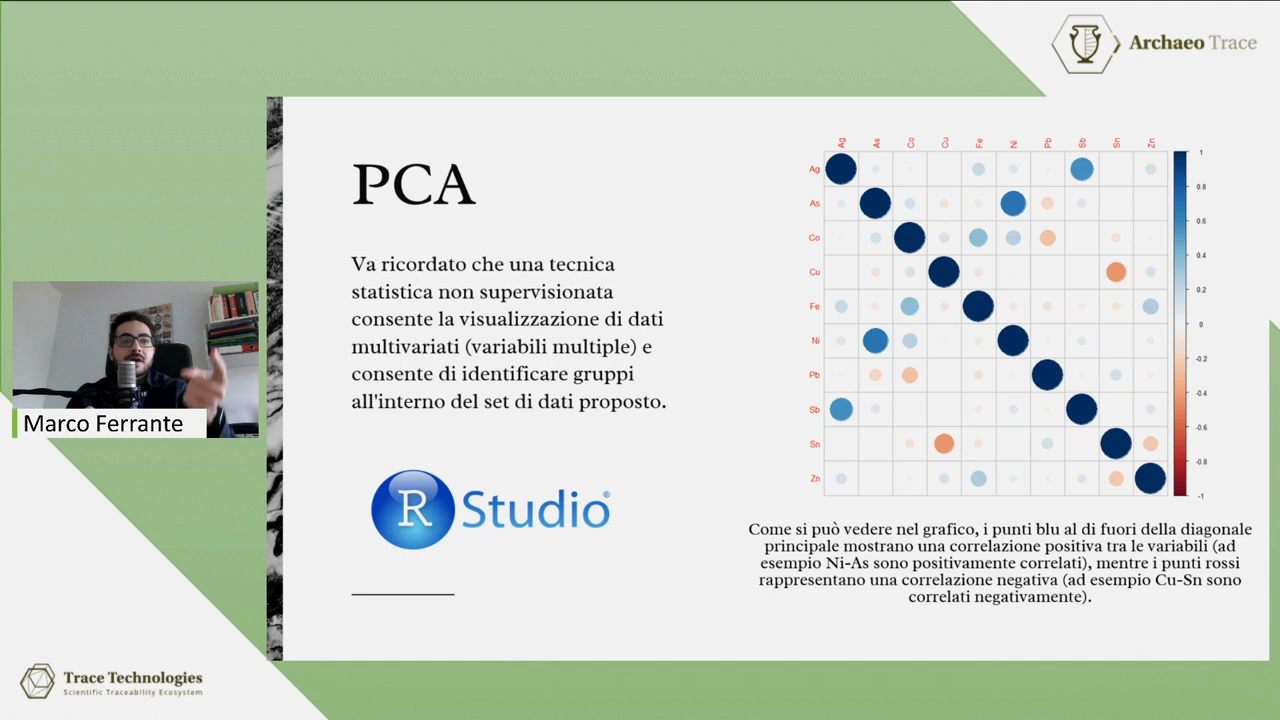 Archaeo Trace
PCA
Va ricordato che una tecnica
statistica non supervisionata
consente la visualizzazione di dati
multivariati (variabili multiple) e
consente di identificare gruppi
all'interno del set di dati proposto.
R Studio®
Ag As Co Cu Fe Ni Pb Sb Sn Zn
Ag
As
Co
Cu
Fe
Ni
Pb
Sb
Sn
Zn
1
0.8
0.6
0.4
0.2
0
-0.2
-0.4
-0.6
-0.8
-1
Come si può vedere nel grafico, i punti blu al di fuori della diagonale
principale mostrano una correlazione positiva tra le variabili (ad
esempio Ni-As sono positivamente correlati), mentre i punti rossi
rappresentano una correlazione negativa (ad esempio Cu-Sn sono
correlati negativamente).
Marco Ferrante
Trace Technologies
Scientific Traceability Ecosystem